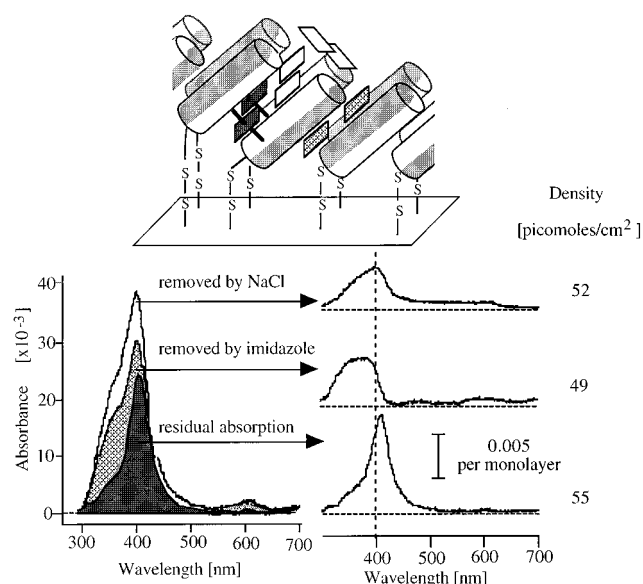 S S S S
S S S S
S S S S
S S S S
Density
[picomoles/cm2]
Absorbance [x10-3]
40
30
20
10
0
removed by NaCl
removed by imidazole
residual absorption
52
49
55
0.005
per monolayer
300 400 500 600 700
400 500 600 700
Wavelength [nm]
Wavelength [nm]